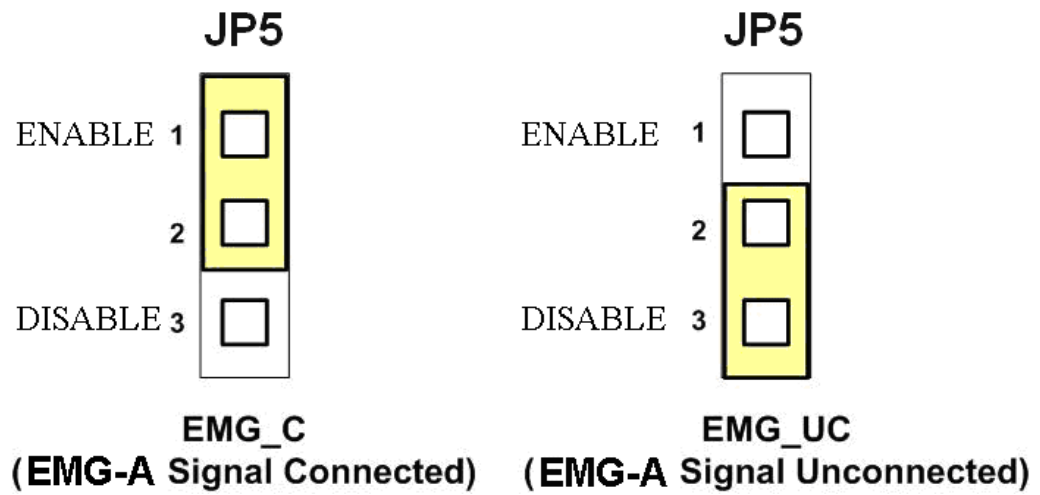 JP5
ENABLE 1
2
DISABLE 3
EMG_C
(EMG-A Signal Connected)
JP5
ENABLE 1
2
DISABLE 3
EMG_UC
(EMG-A Signal Unconnected)